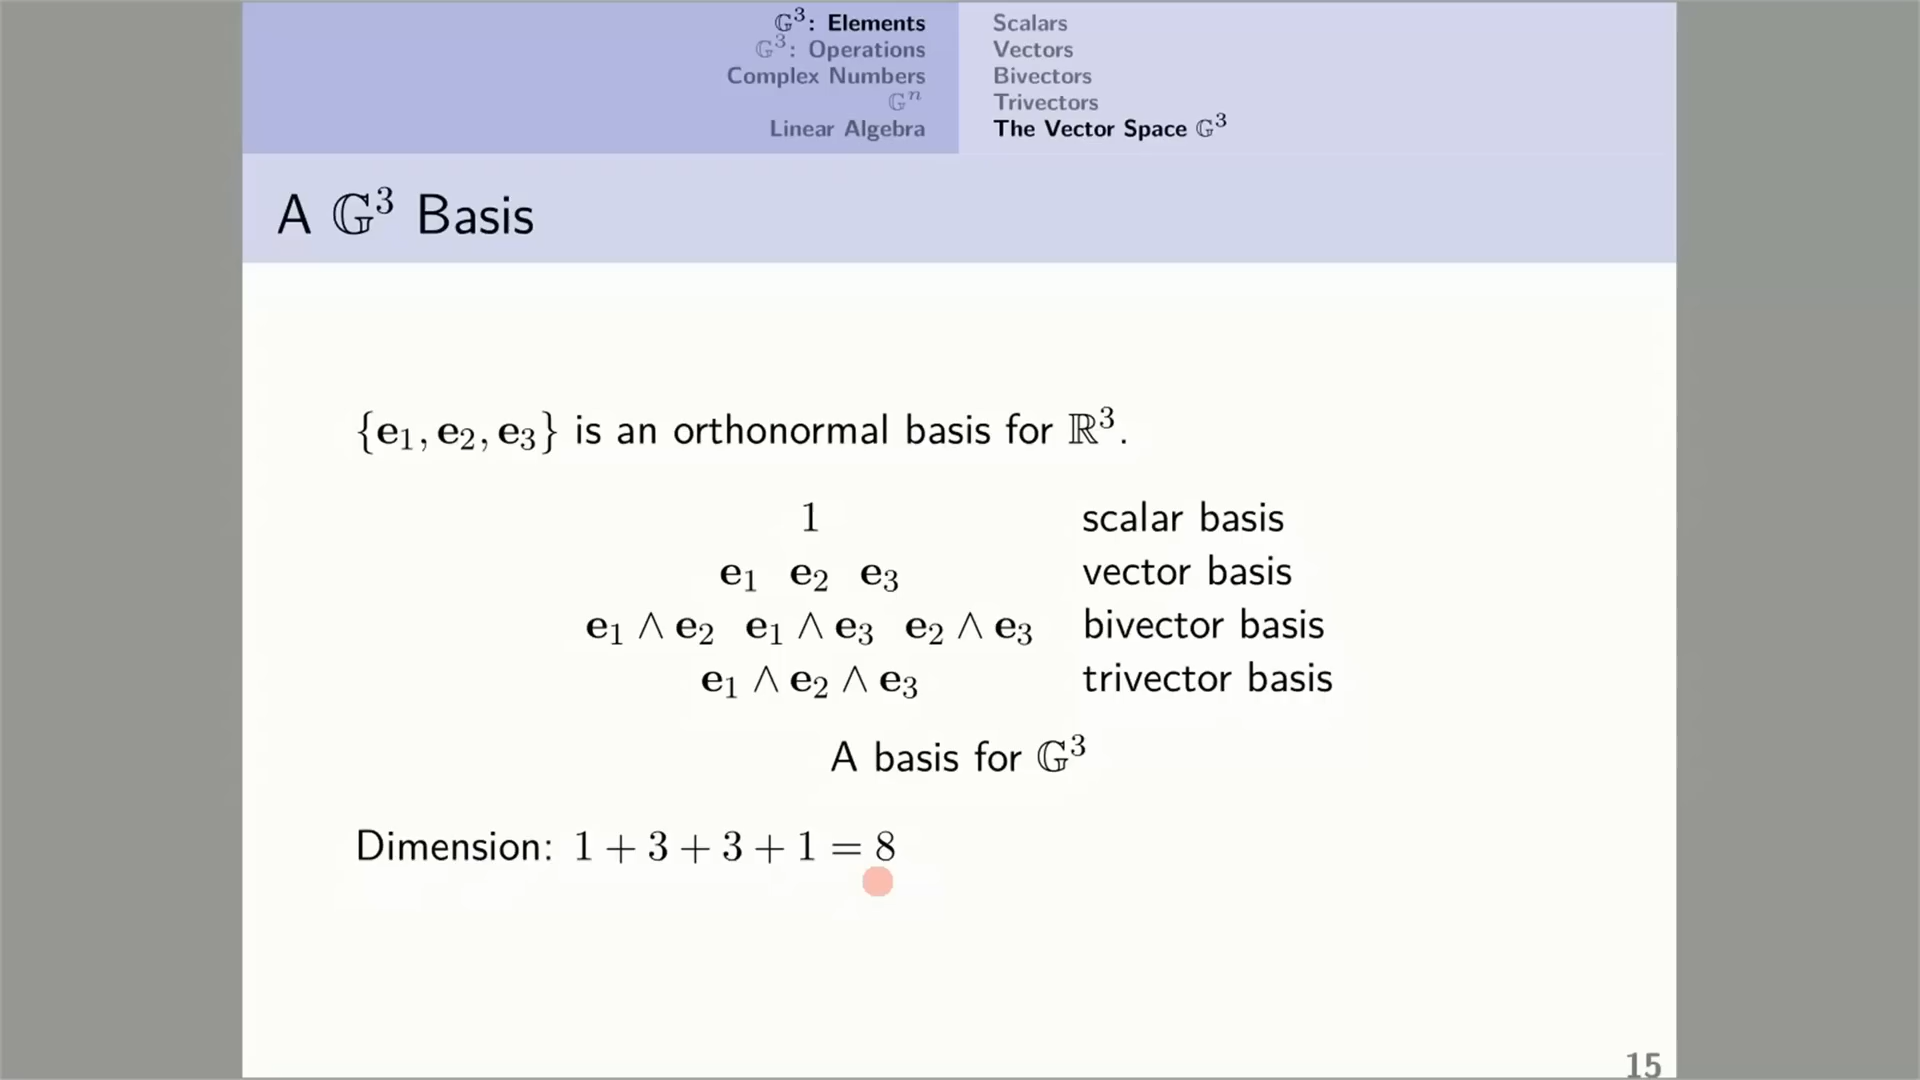 𝔾³: Elements
𝔾³: Operations
Complex Numbers
𝔾ⁿ
Linear Algebra
Scalars
Vectors
Bivectors
Trivectors
The Vector Space 𝔾³
A 𝔾³ Basis
{e₁, e₂, e₃} is an orthonormal basis for ℝ³.
1 scalar basis
e₁ e₂ e₃ vector basis
e₁ ∧ e₂ e₁ ∧ e₃ e₂ ∧ e₃ bivector basis
e₁ ∧ e₂ ∧ e₃ trivector basis
A basis for 𝔾³
Dimension: 1 + 3 + 3 + 1 = 8
15